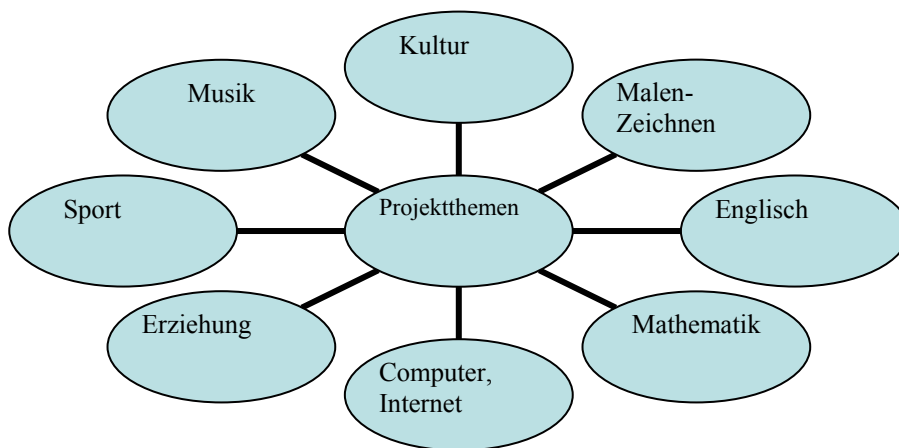 Kultur
Musik
Malen-
Zeichnen
Sport
Projektthemen
Englisch
Erziehung
Mathematik
Computer,
Internet